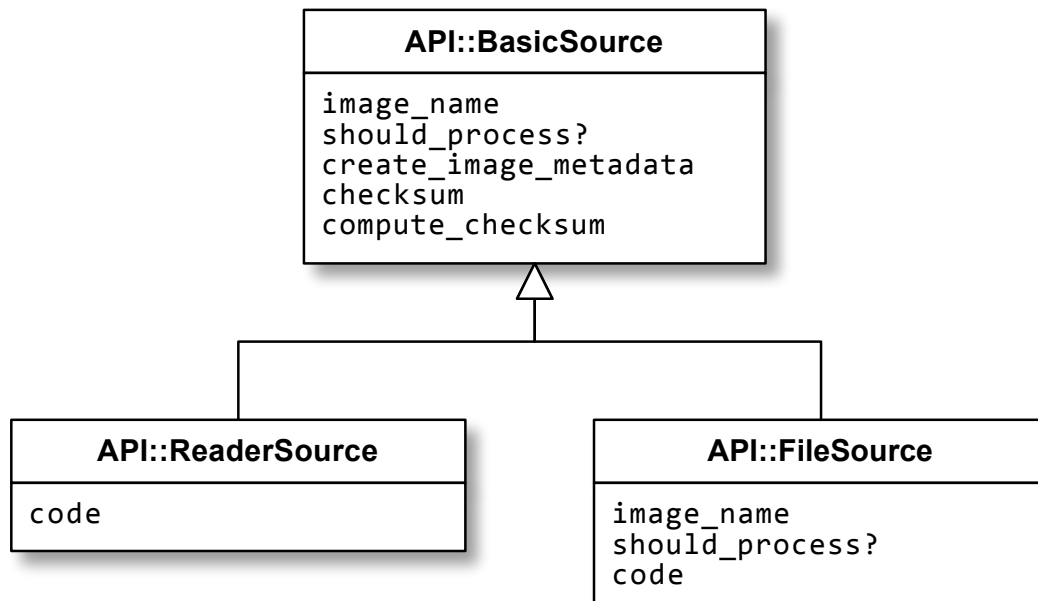 API::BasicSource
image_name
should_process?
create_image_metadata
checksum
compute_checksum
API::ReaderSource
code
API::FileSource
image_name
should_process?
code